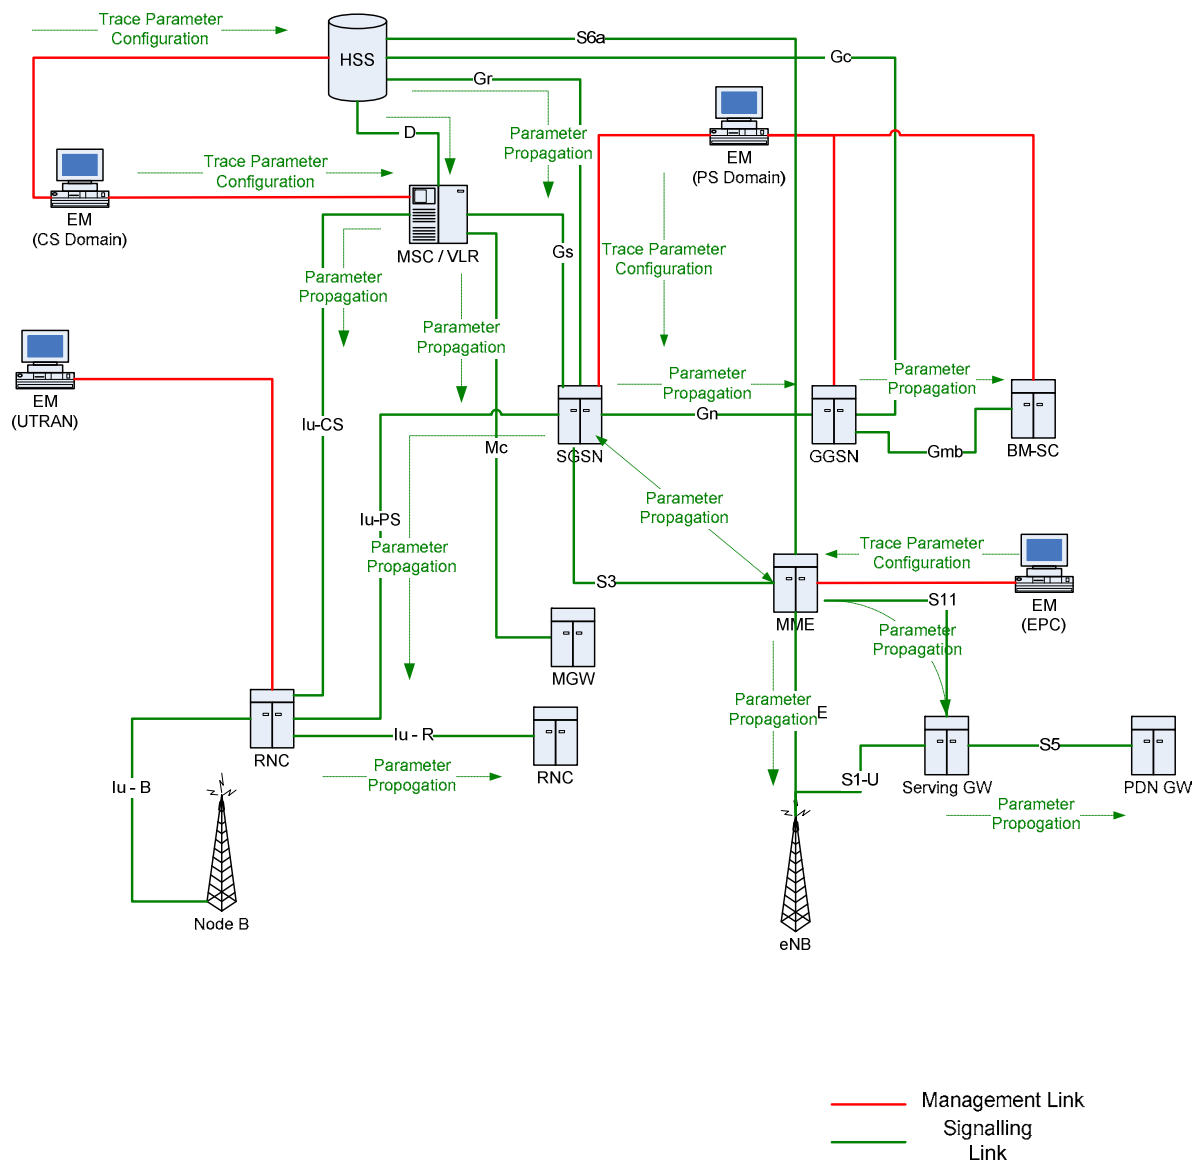 Trace Parameter
Configuration
HSS
S6a
Gc
Gr
D
Parameter
Propagation
EM
(PS Domain)
Trace Parameter
Configuration
EM
(CS Domain)
MSC / VLR
Gs
Trace Parameter
Configuration
Parameter
Propagation
Parameter
Propagation
EM
(UTRAN)
Iu-CS
Mc
Parameter
Propagation
Gn
Parameter
Propagation
SGSN
GGSN
Gmb
BM-SC
Iu-PS
Parameter
Propagation
Parameter
Propagation
Trace Parameter
Configuration
S3
MME
S11
EM
(EPC)
Parameter
Propagation
MGW
Parameter
Propagation
E
RNC
Iu - R
RNC
Parameter
Propogation
Iu - B
S1-U
Serving GW
S5
PDN GW
Parameter
Propogation
Node B
eNB
Management Link
Signalling
Link